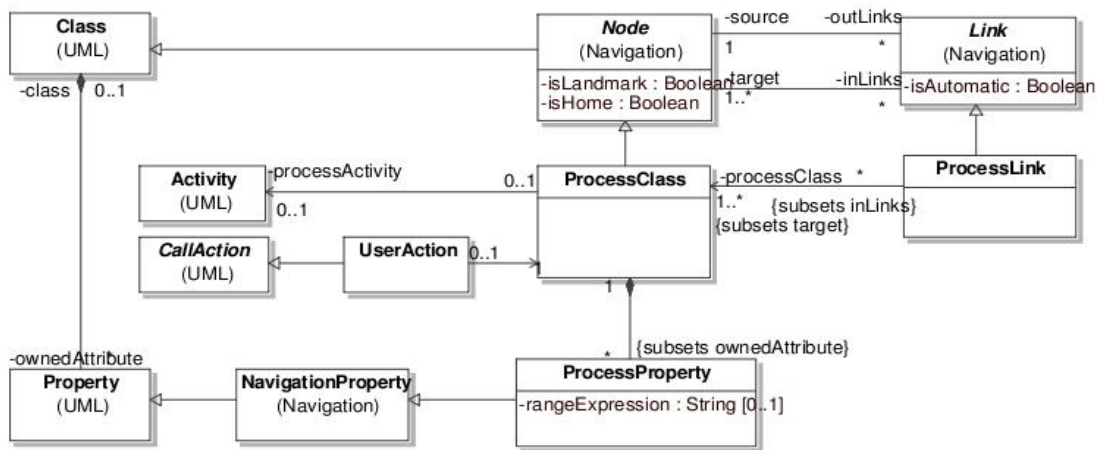 Class
(UML)
-class
0..1
Node
(Navigation)
-isLandmark : Boolean
-isHome : Boolean
-source
1
-outLinks
*
-target
1..*
-inLinks
*
Link
(Navigation)
-isAutomatic : Boolean
Activity
(UML)
-processActivity
0..1
0..1
ProcessClass
-processClass
*
1..*
{subsets inLinks}
{subsets target}
ProcessLink
CallAction
(UML)
UserAction
0..1
1
1
{subsets ownedAttribute}
*
-ownedAttribute
*
Property
(UML)
NavigationProperty
(Navigation)
ProcessProperty
-rangeExpression : String [0..1]